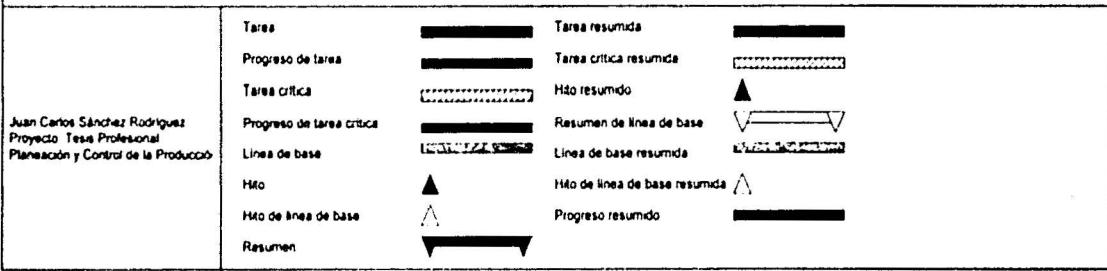 Juan Carlos Sánchez Rodríguez
Proyecto Tesis Profesional
Planeación y Control de la Producció
Tarea
Progreso de tarea
Tarea crítica
Progreso de tarea crítica
Línea de base
Hito
Hito de línea de base
Resumen
Tarea resumida
Tarea crítica resumida
Hito resumido
Resumen de línea de base
Línea de base resumida
Hito de línea de base resumida
Progreso resumido